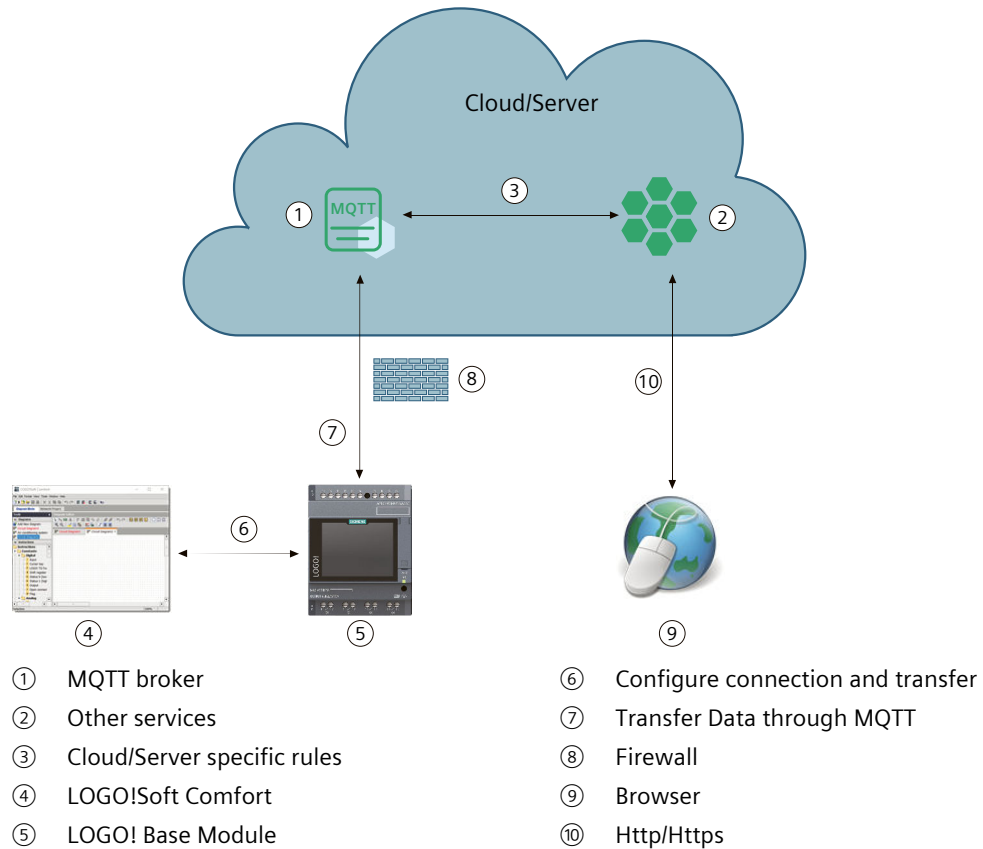 Cloud/Server
③
① MQTT ②
⑧
⑩
⑦
⑥
SIEMENS
LOGO!
④ ⑤ ⑨
① MQTT broker
② Other services
③ Cloud/Server specific rules
④ LOGO!Soft Comfort
⑤ LOGO! Base Module
⑥ Configure connection and transfer
⑦ Transfer Data through MQTT
⑧ Firewall
⑨ Browser
⑩ Http/Https